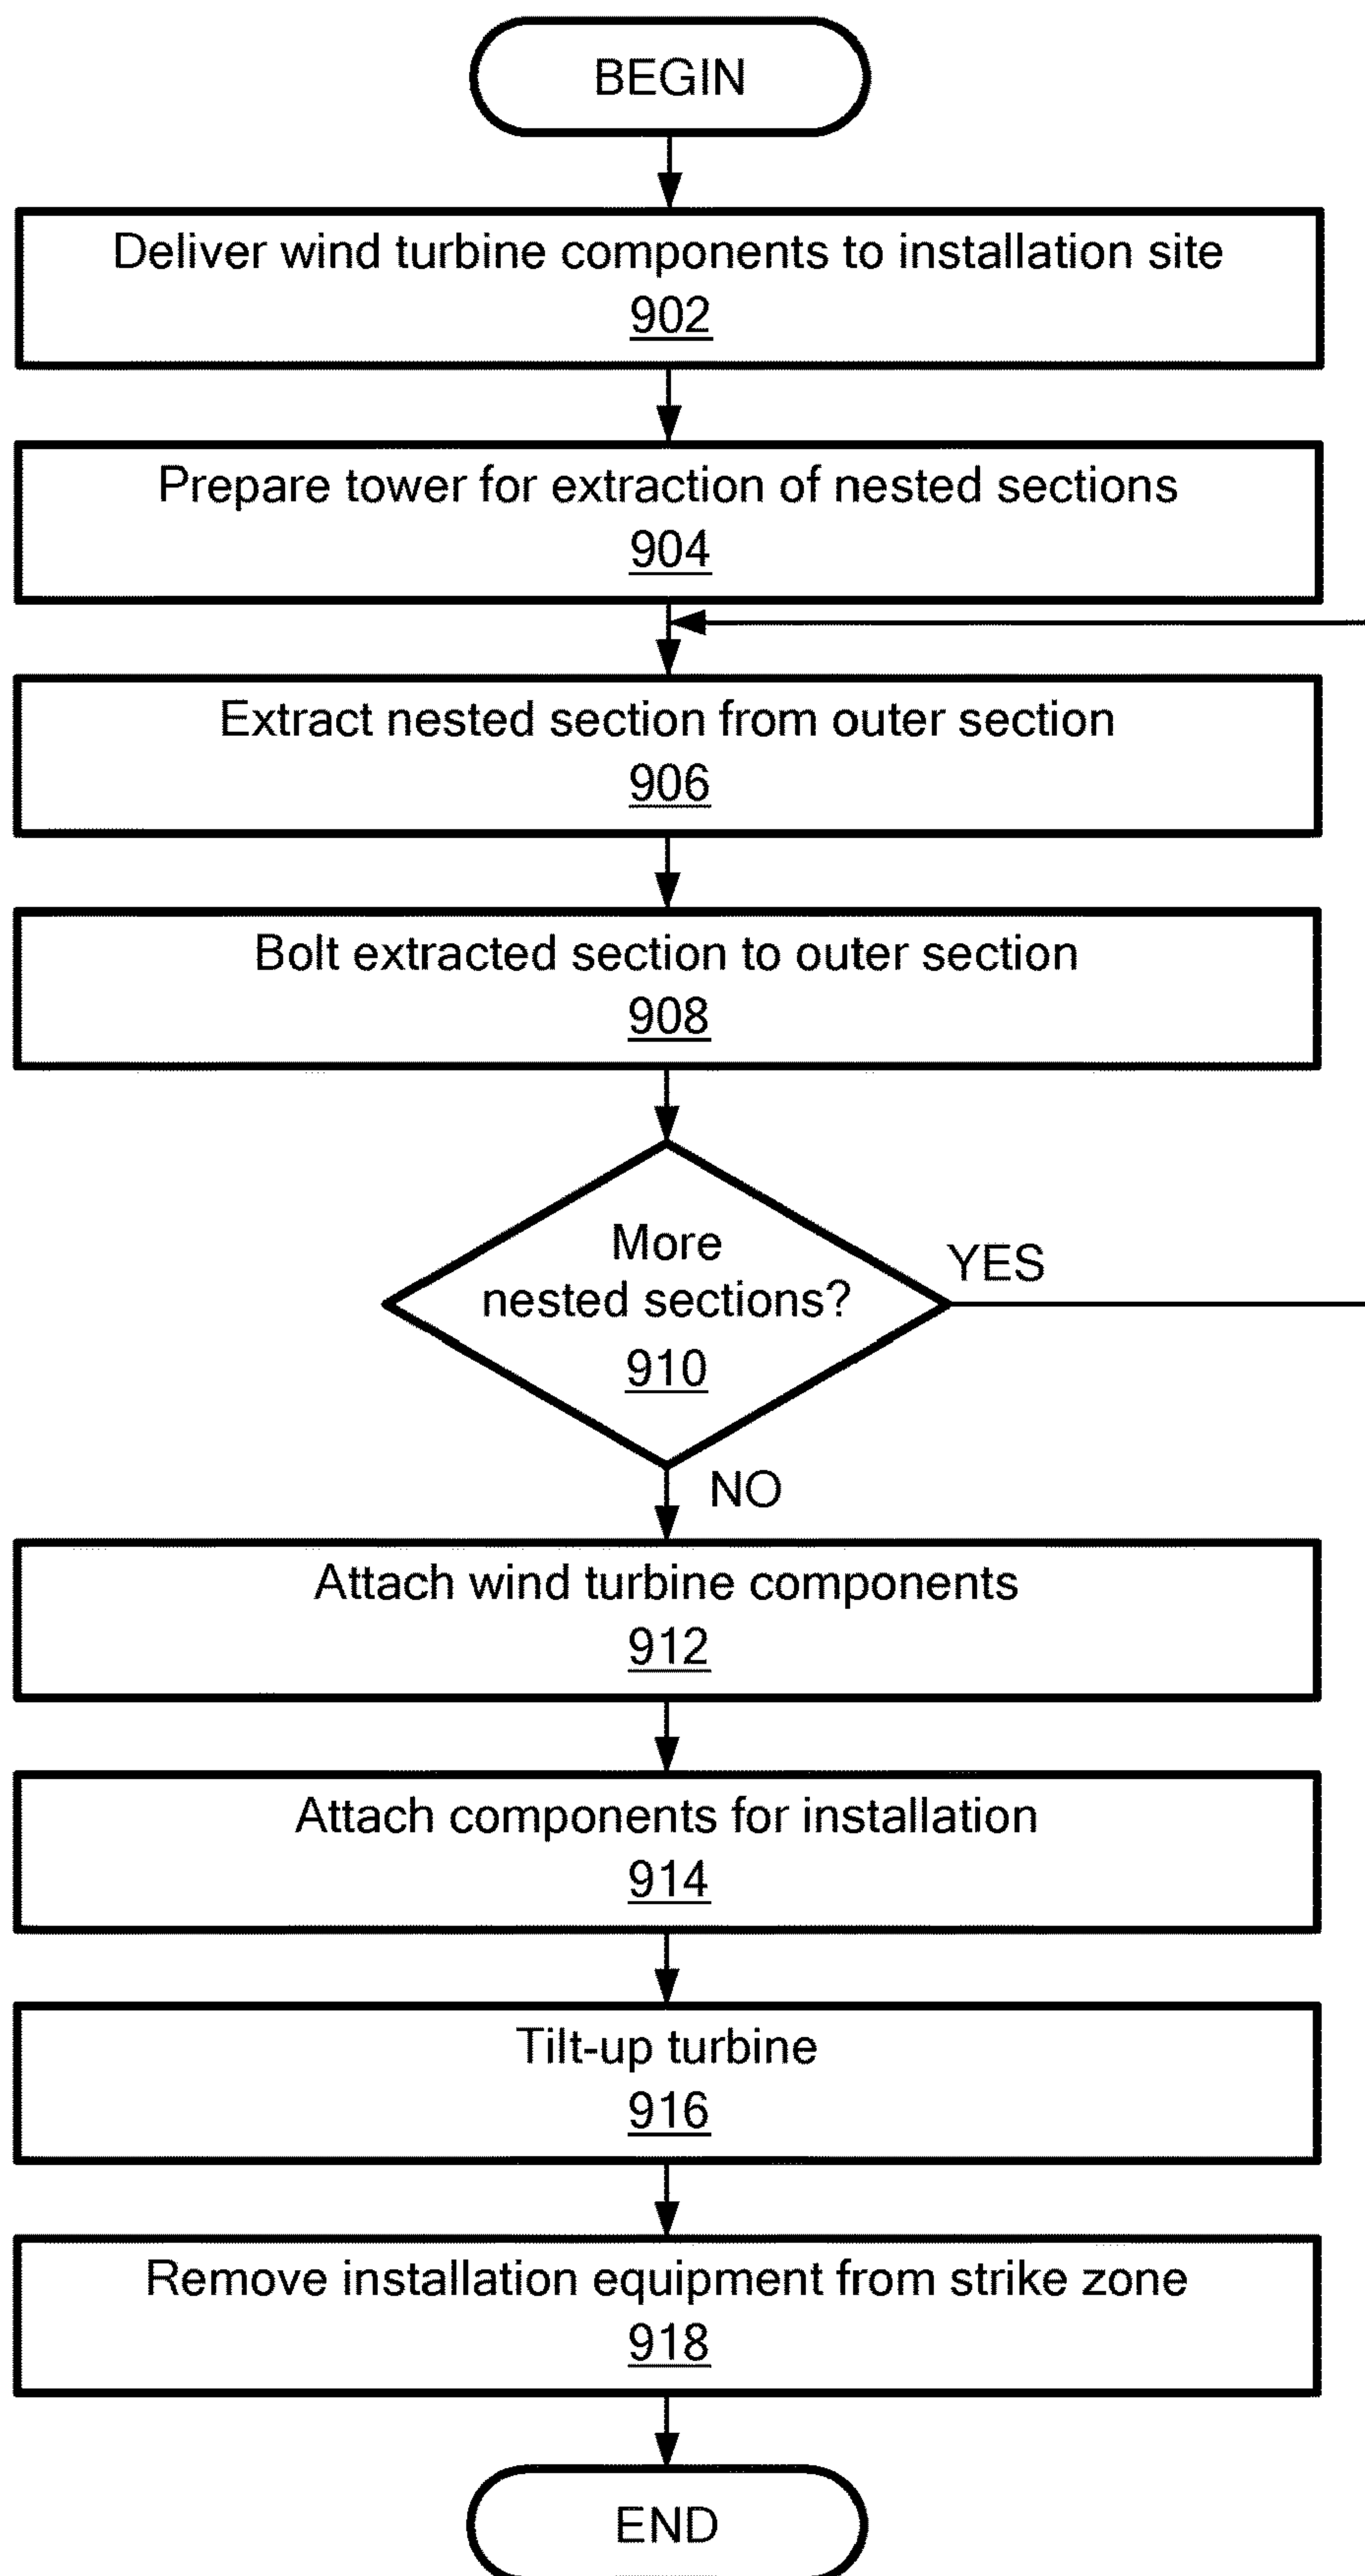 BEGIN
Deliver wind turbine components to installation site
902
Prepare tower for extraction of nested sections
904
Extract nested section from outer section
906
Bolt extracted section to outer section
908
More
nested sections?
910
YES
NO
Attach wind turbine components
912
Attach components for installation
914
Tilt-up turbine
916
Remove installation equipment from strike zone
918
END